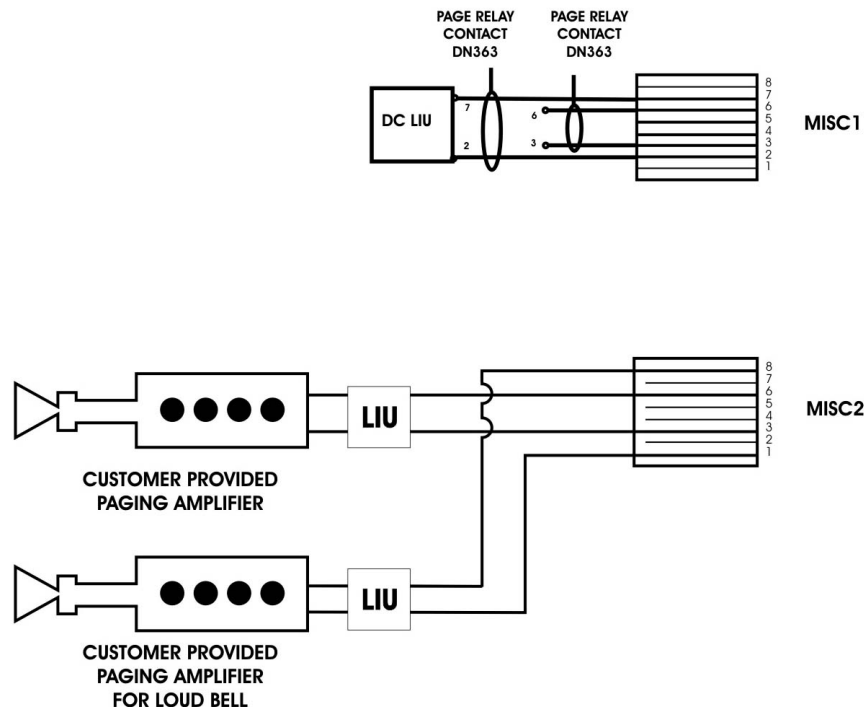 PAGE RELAY
CONTACT
DN363
PAGE RELAY
CONTACT
DN363
DC LIU
7
2
6
3
8
7
6
5
4
3
2
1
MISC1
LIU
8
7
6
5
4
3
2
1
MISC2
CUSTOMER PROVIDED
PAGING AMPLIFIER
LIU
CUSTOMER PROVIDED
PAGING AMPLIFIER
FOR LOUD BELL